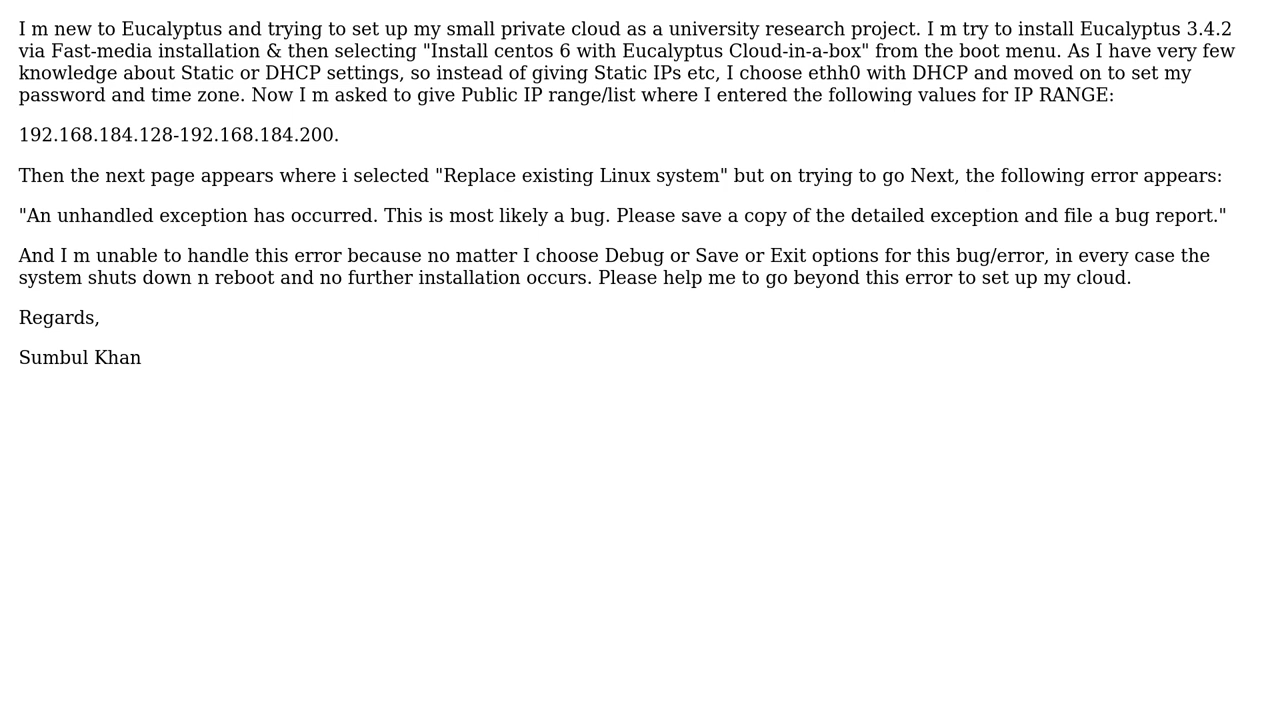 I m new to Eucalyptus and trying to set up my small private cloud as a university research project. I m try to install Eucalyptus 3.4.2
via Fast-media installation & then selecting "Install centos 6 with Eucalyptus Cloud-in-a-box" from the boot menu. As I have very few
knowledge about Static or DHCP settings, so instead of giving Static IPs etc, I choose ethh0 with DHCP and moved on to set my
password and time zone. Now I m asked to give Public IP range/list where I entered the following values for IP RANGE:
192.168.184.128-192.168.184.200.
Then the next page appears where i selected "Replace existing Linux system" but on trying to go Next, the following error appears:
"An unhandled exception has occurred. This is most likely a bug. Please save a copy of the detailed exception and file a bug report."
And I m unable to handle this error because no matter I choose Debug or Save or Exit options for this bug/error, in every case the
system shuts down n reboot and no further installation occurs. Please help me to go beyond this error to set up my cloud.
Regards,
Sumbul Khan